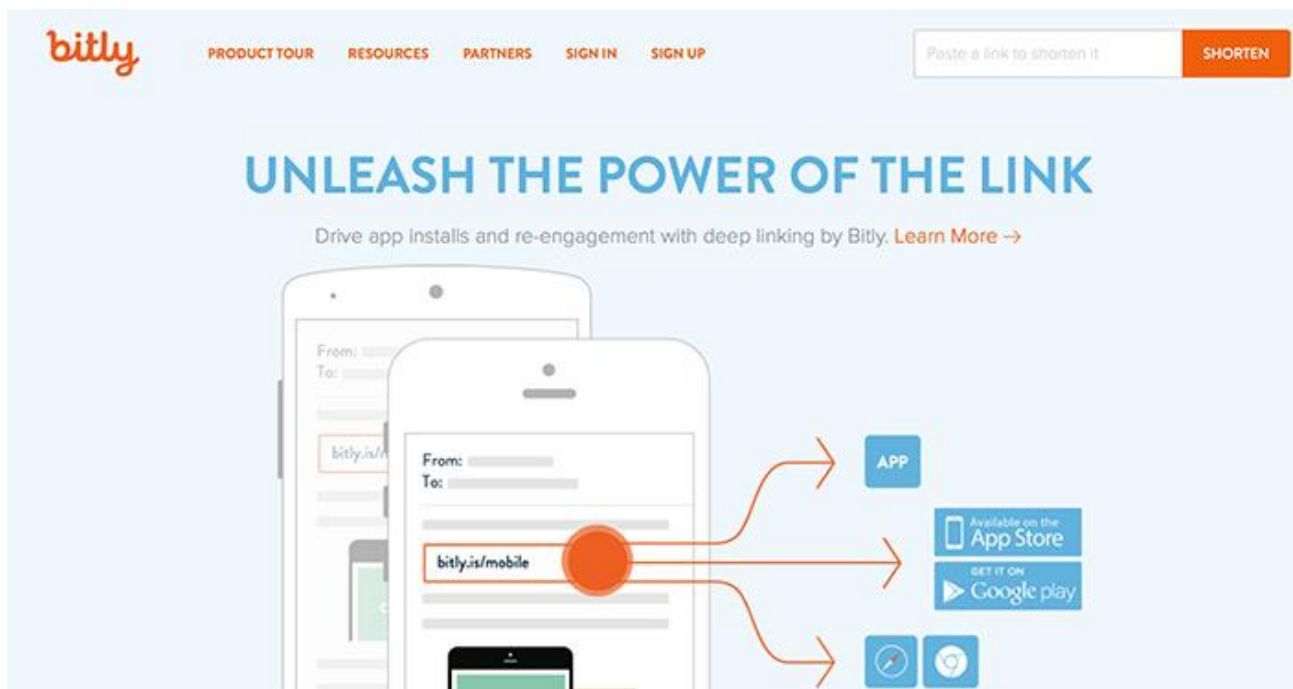 bitly
PRODUCT TOUR RESOURCES PARTNERS SIGN IN SIGN UP
Paste a link to shorten it
SHORTEN
UNLEASH THE POWER OF THE LINK
Drive app installs and re-engagement with deep linking by Bitly. Learn More →
From:
To:
bitly.is/
From:
To:
bitly.is/mobile
APP
Available on the
App Store
GET IT ON
Google play